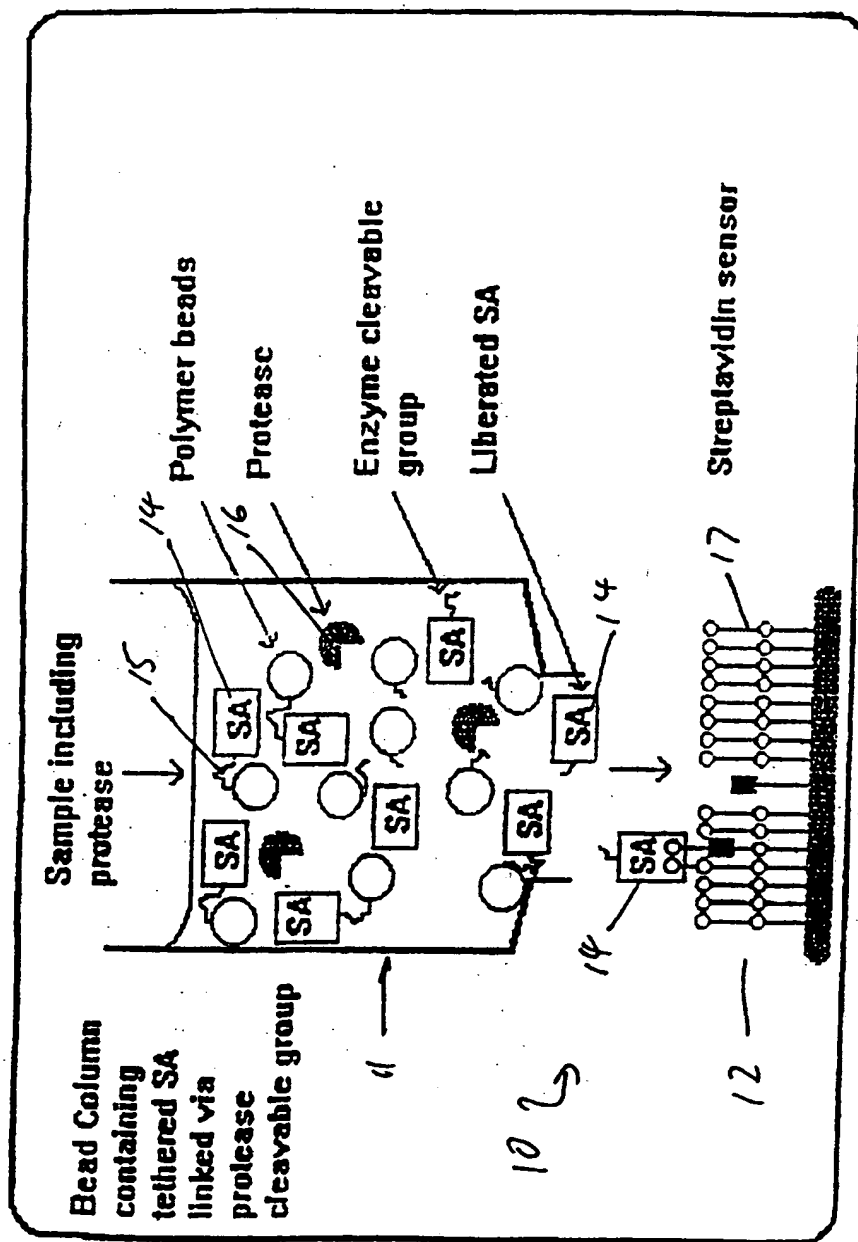 Bead Column
containing
tethered SA
linked via
protease
cleavable group
Sample including
protease
15
14
16
Polymer beads
Protease
Enzyme cleavable
group
Liberated SA
14
SA
SA
SA
SA
SA
SA
SA
SA
SA
11
10
14
12
17
Streptavidin sensor